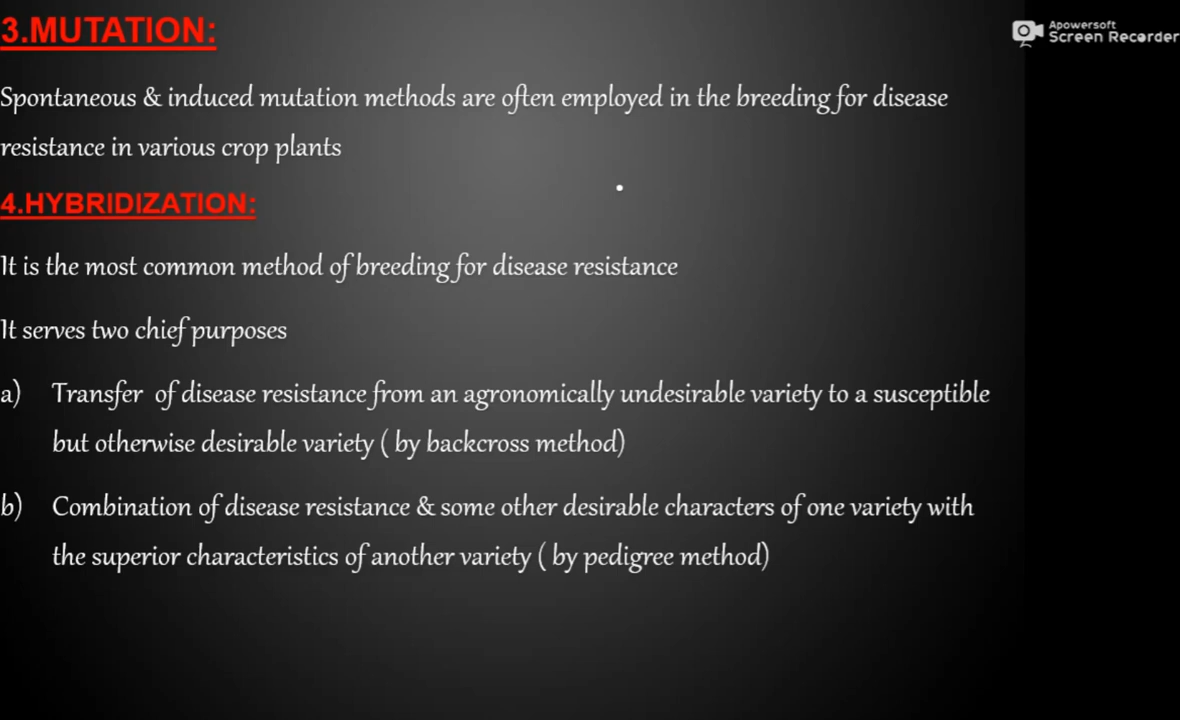 3.MUTATION:
Apowersoft
Screen Recorder
Spontaneous & induced mutation methods are often employed in the breeding for disease
resistance in various crop plants
4.HYBRIDIZATION:
It is the most common method of breeding for disease resistance
It serves two chief purposes
a) Transfer of disease resistance from an agronomically undesirable variety to a susceptible
but otherwise desirable variety ( by backcross method)
b) Combination of disease resistance & some other desirable characters of one variety with
the superior characteristics of another variety ( by pedigree method)